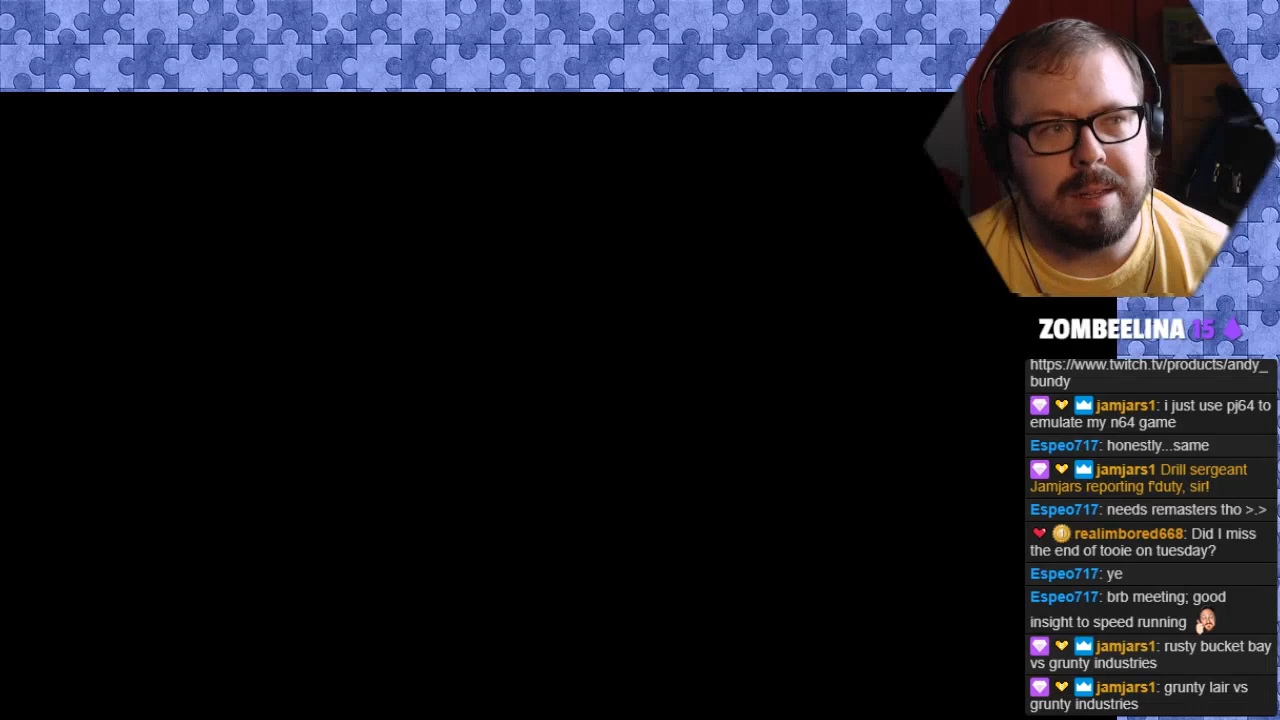 ZOMBEELINA 15
https://www.twitch.tv/products/andy_
bundy
jamjars1: i just use pj64 to
emulate my n64 game
Espeo717: honestly...same
jamjars1 Drill sergeant
Jamjars reporting f'duty, sir!
Espeo717: needs remasters tho >.>
realimbored668: Did I miss
the end of tooie on tuesday?
Espeo717: ye
Espeo717: brb meeting; good
insight to speed running
jamjars1: rusty bucket bay
vs grunty industries
jamjars1: grunty lair vs
grunty industries